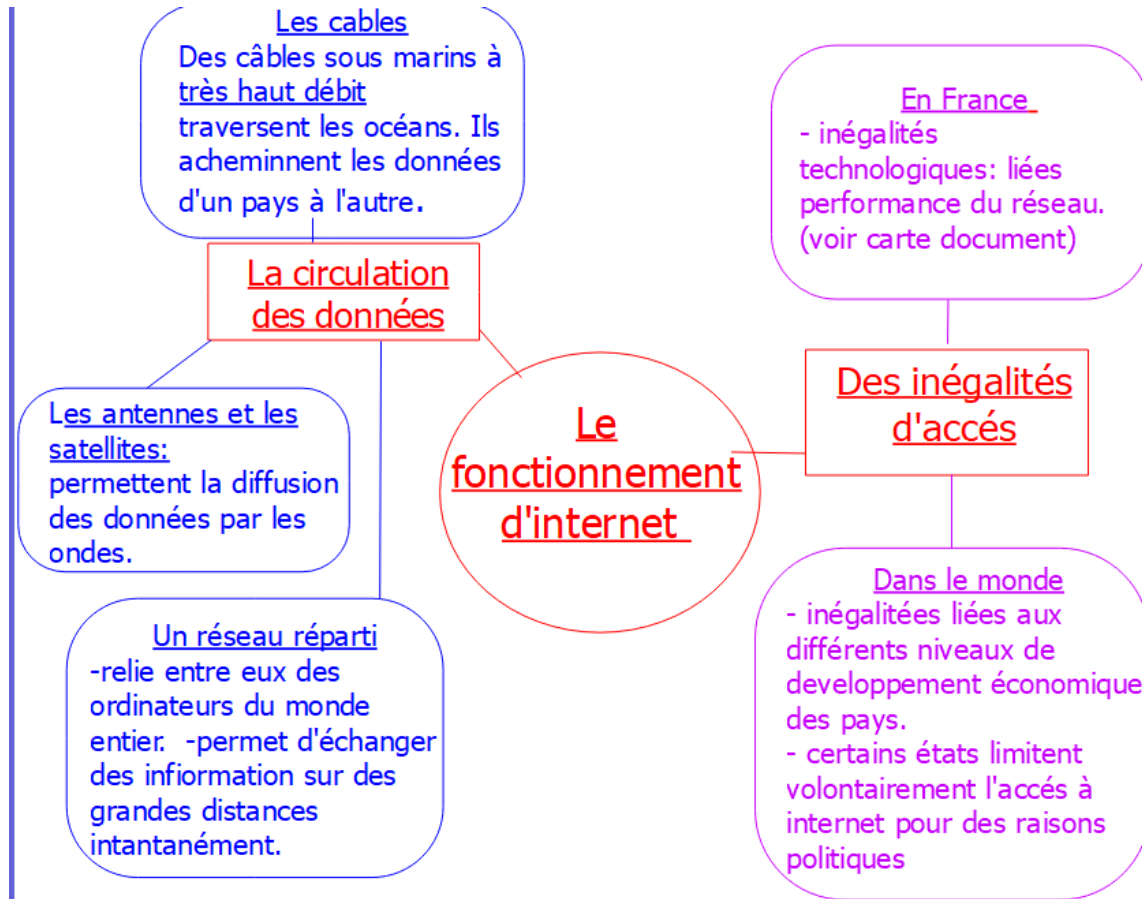 Les cables
Des câbles sous marins à
très haut débit
traversent les océans. Ils
acheminnent les données
d'un pays à l'autre.
La circulation
des données
Les antennes et les
satellites:
permettent la diffusion
des données par les
ondes.
Un réseau réparti
-relie entre eux des
ordinateurs du monde
entier.  -permet d'échanger
des infiormation sur des
grandes distances
intantanément.
Le
fonctionnement
d'internet
En France
- inégalités
technologiques: liées
performance du réseau.
(voir carte document)
Des inégalités
d'accés
Dans le monde
- inégalitées liées aux
différents niveaux de
developpement économique
des pays.
- certains états limitent
volontairement l'accés à
internet pour des raisons
politiques